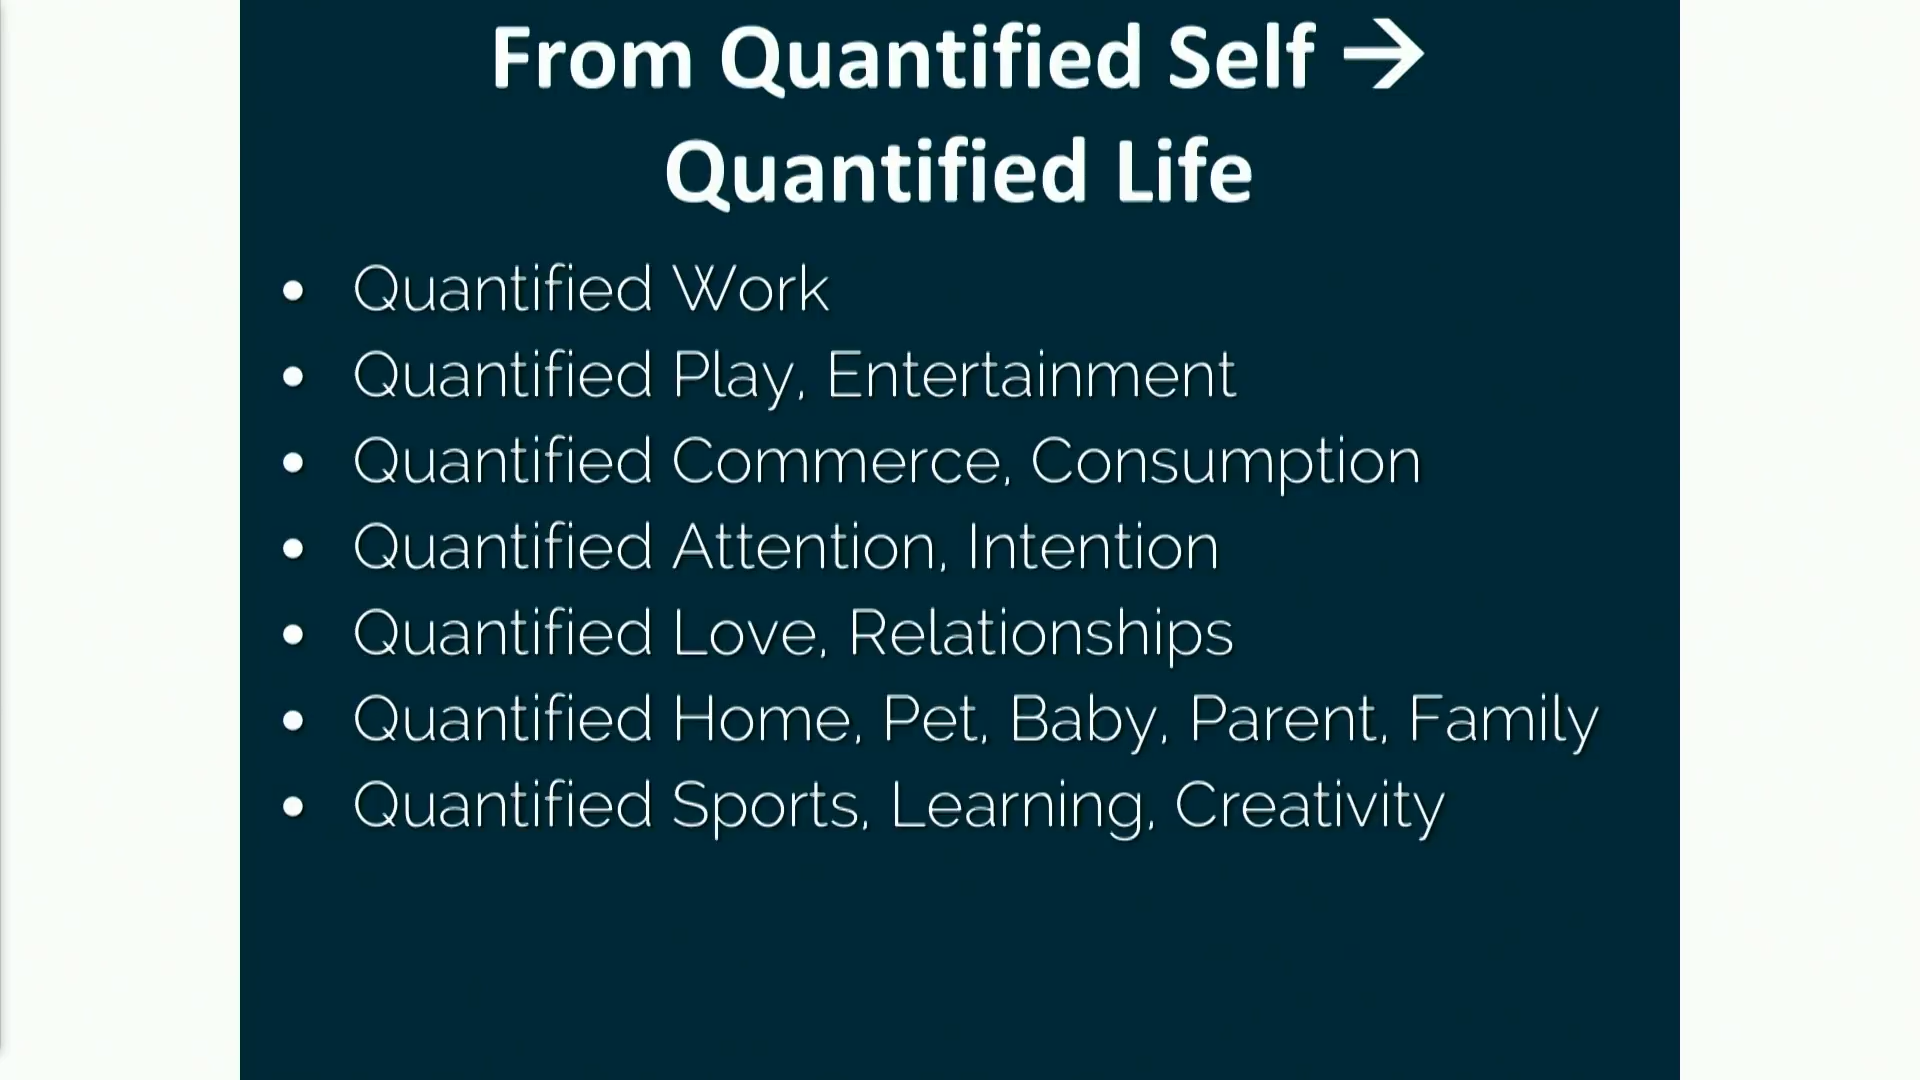 From Quantified Self →
Quantified Life
• Quantified Work
• Quantified Play, Entertainment
• Quantified Commerce, Consumption
• Quantified Attention, Intention
• Quantified Love, Relationships
• Quantified Home, Pet, Baby, Parent, Family
• Quantified Sports, Learning, Creativity